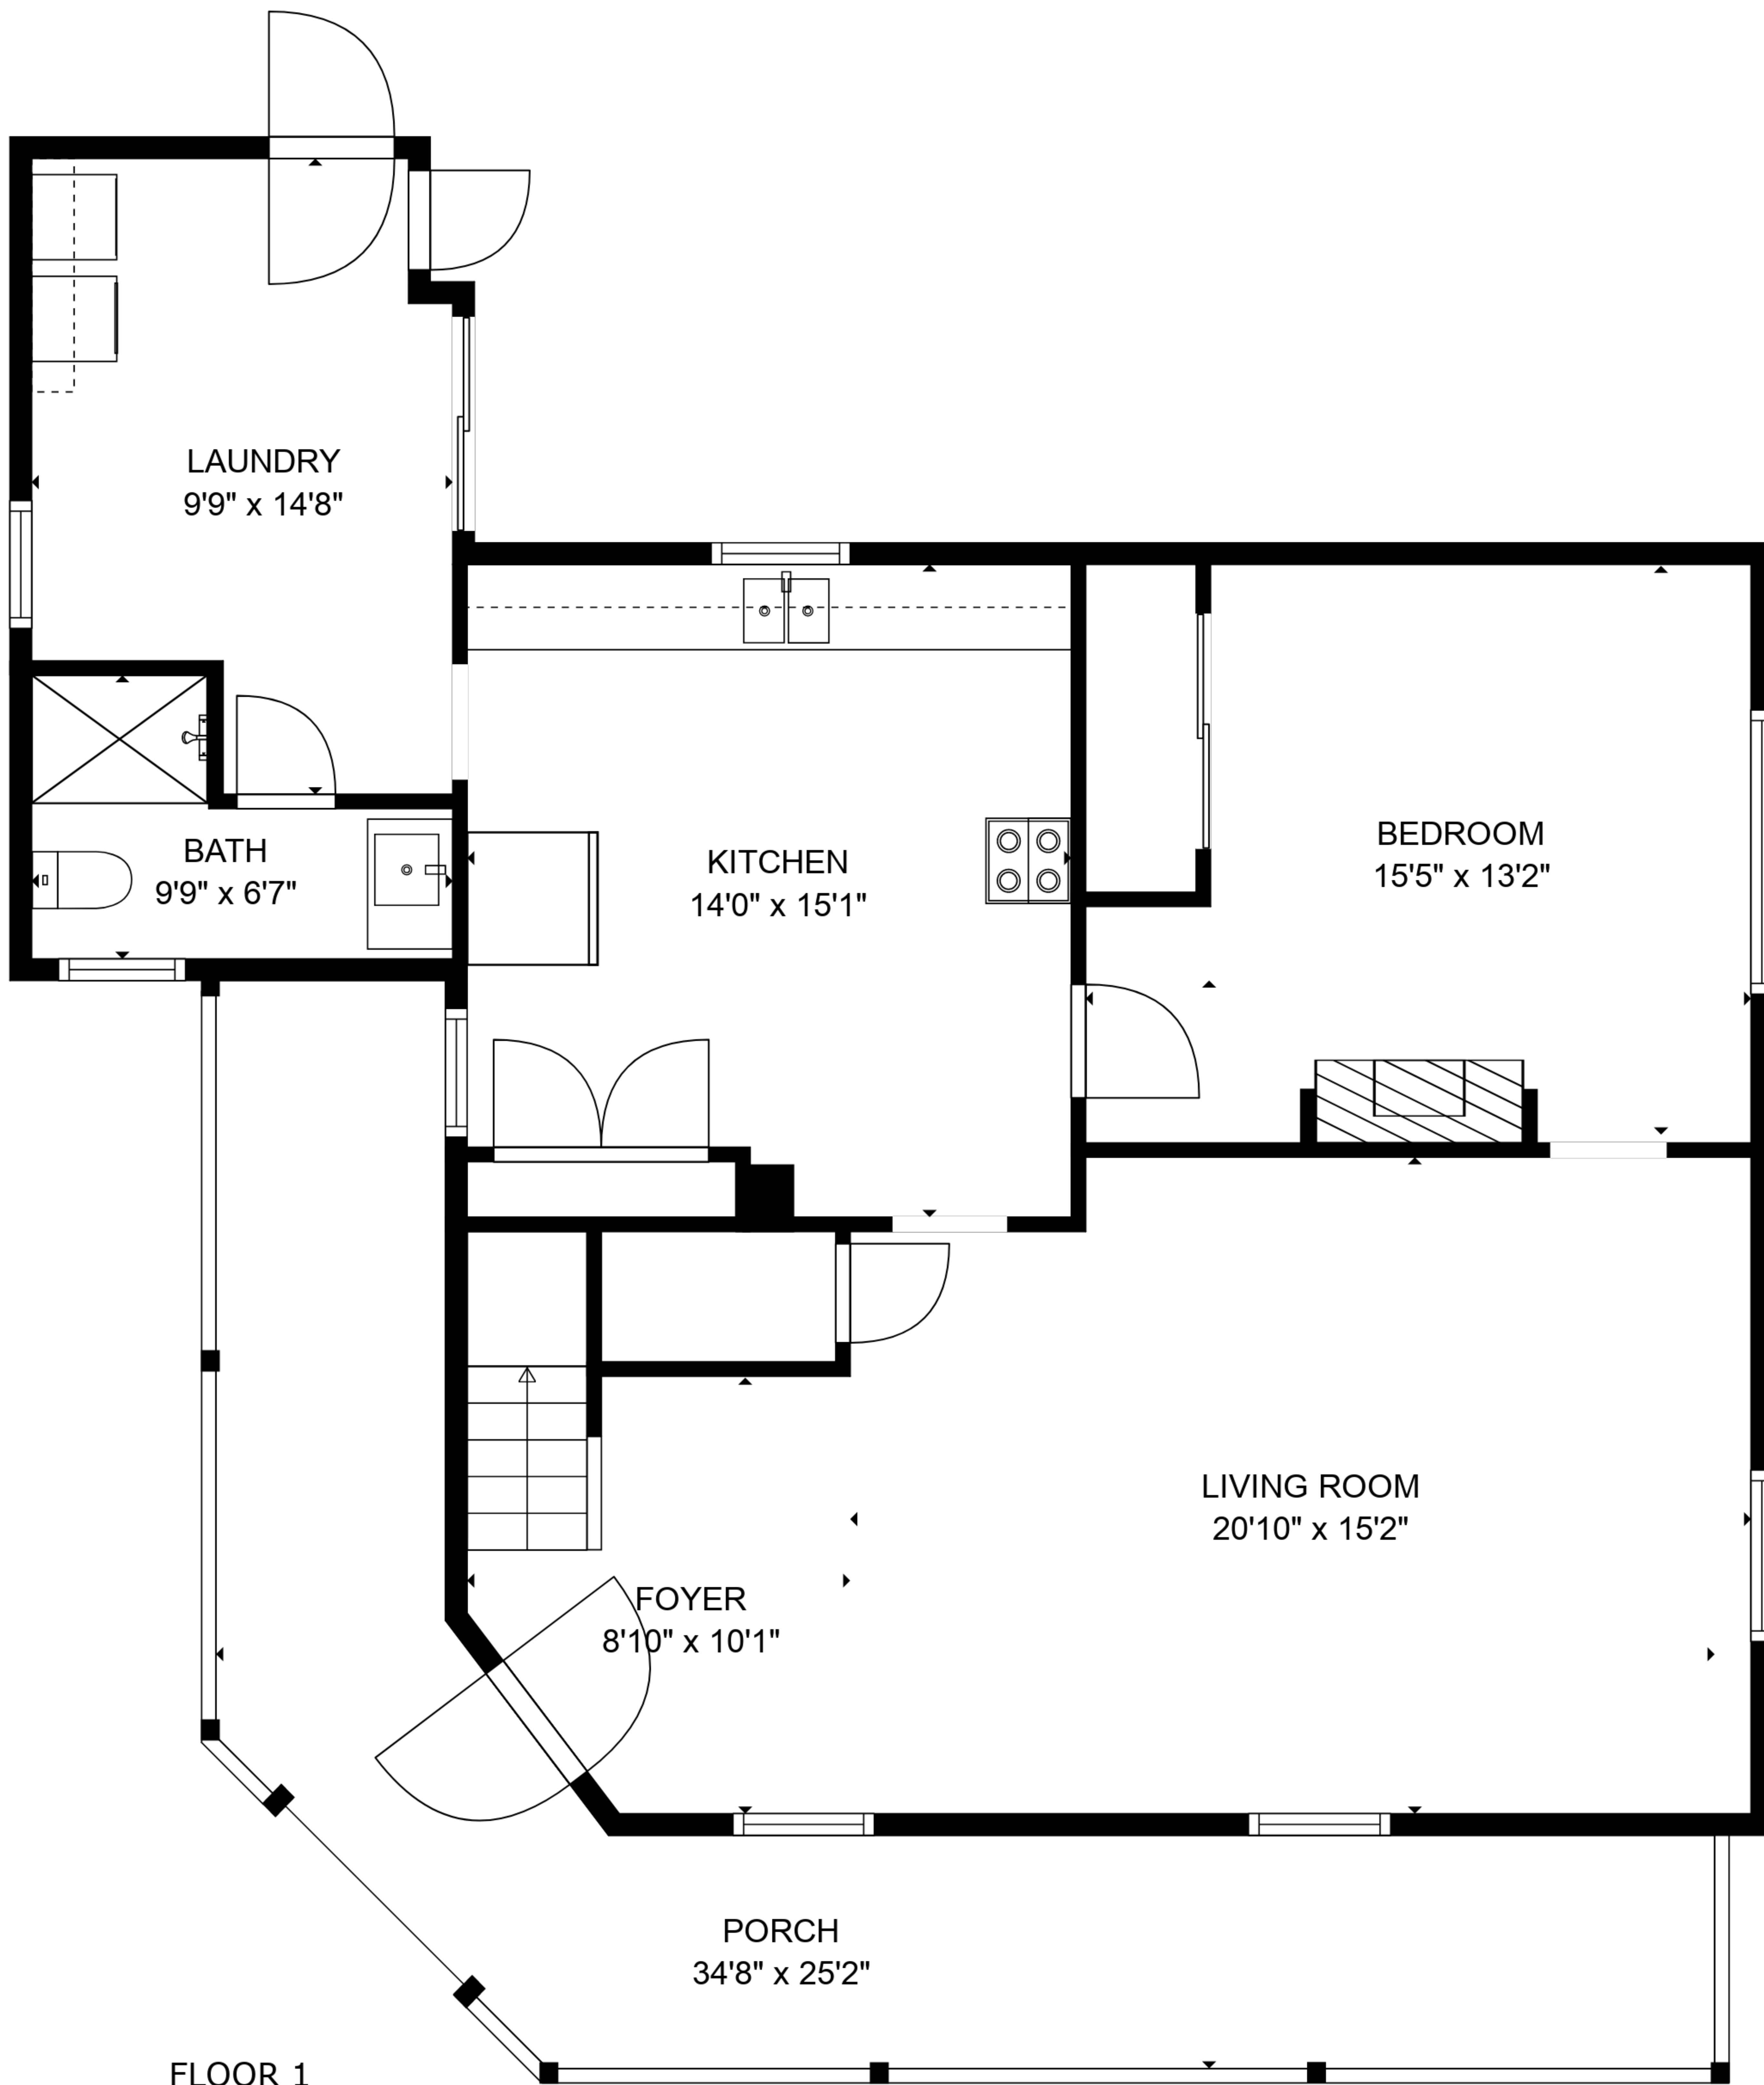 LAUNDRY
9'9" x 14'8"
BATH
9'9" x 6'7"
KITCHEN
14'0" x 15'1"
BEDROOM
15'5" x 13'2"
LIVING ROOM
20'10" x 15'2"
FOYER
8'10" x 10'1"
PORCH
34'8" x 25'2"
FLOOR 1